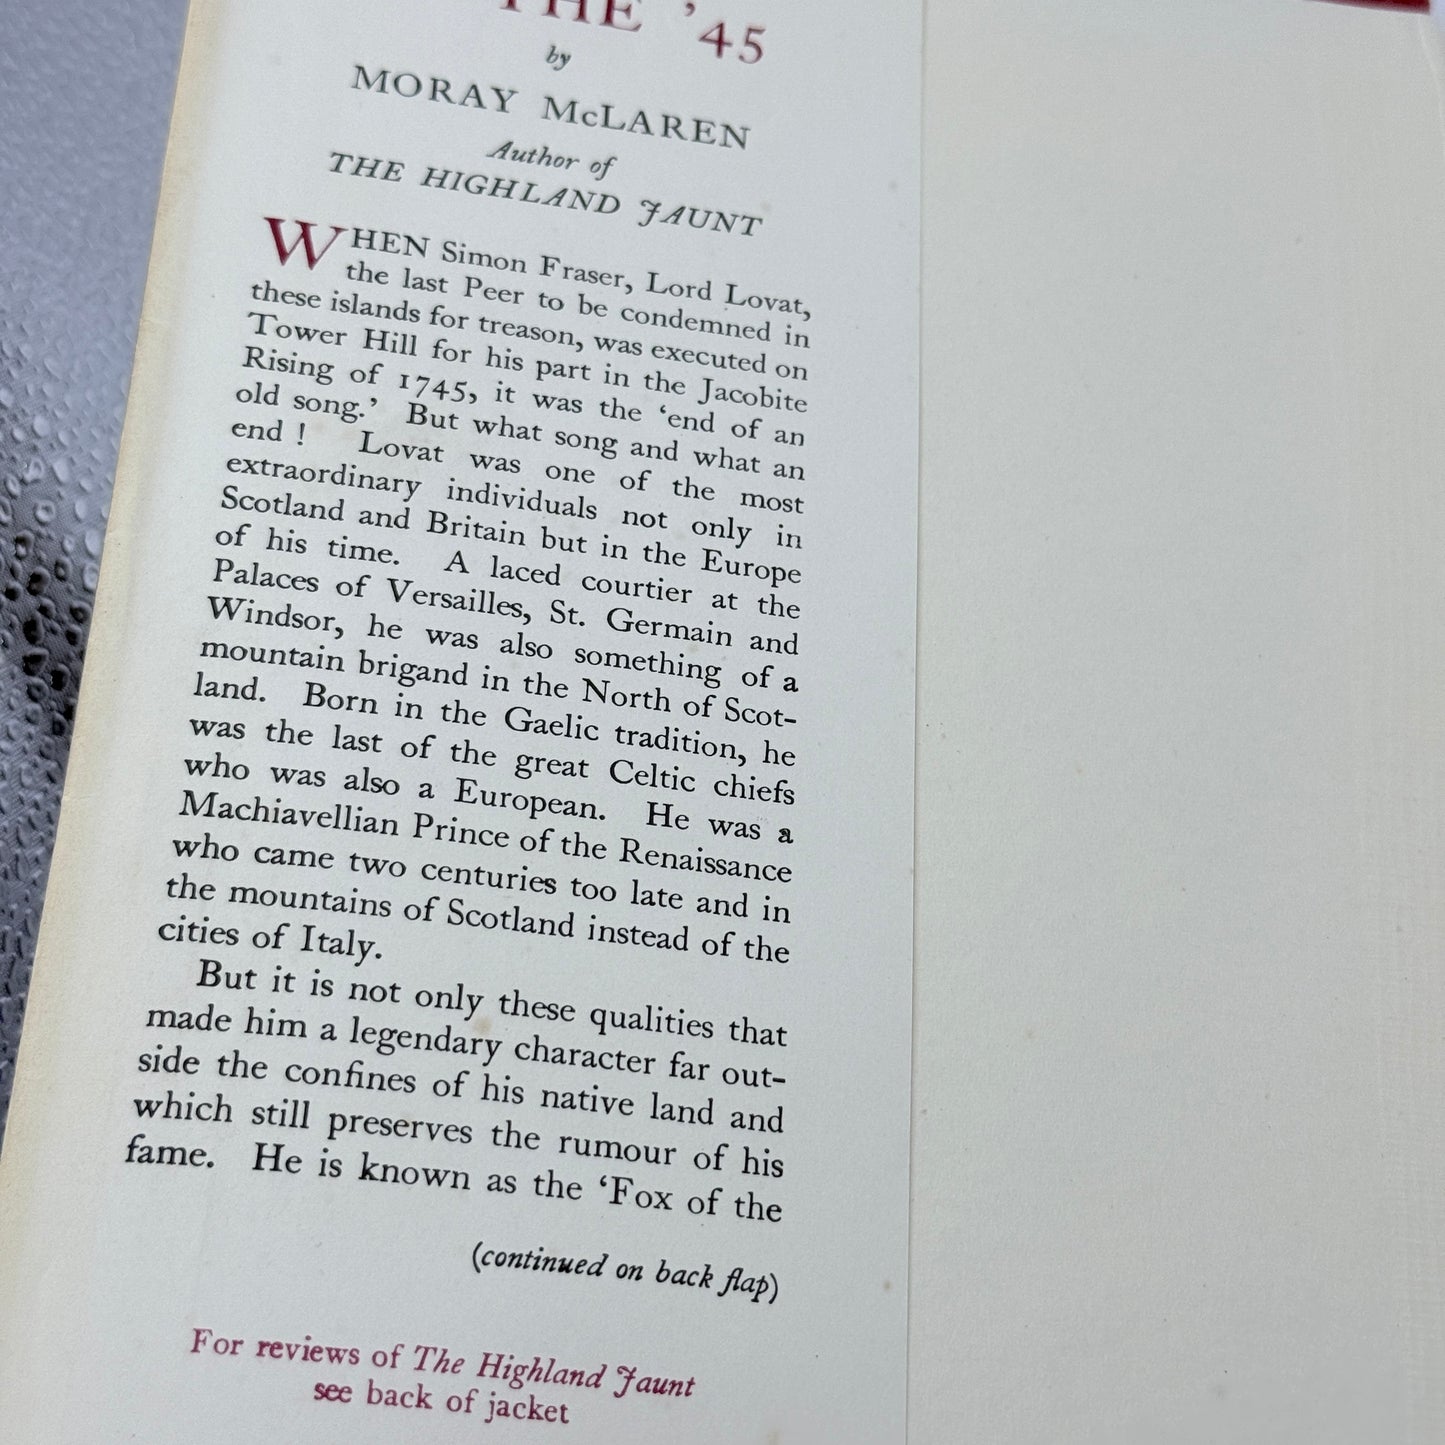 THE '45
by
MORAY McLAREN
Author of
THE HIGHLAND JAUNT
WHEN Simon Fraser, Lord Lovat,
the last Peer to be condemned in
these islands for treason, was executed on
Tower Hill for his part in the Jacobite
Rising of 1745, it was the ‘end of an
old song.’ But what song and what an
end ! Lovat was one of the most
extraordinary individuals not only in
Scotland and Britain but in the Europe
of his time. A laced courtier at the
Palaces of Versailles, St. Germain and
Windsor, he was also something of a
mountain brigand in the North of Scot-
land. Born in the Gaelic tradition, he
was the last of the great Celtic chiefs
who was also a European. He was a
Machiavellian Prince of the Renaissance
who came two centuries too late and in
the mountains of Scotland instead of the
cities of Italy.
But it is not only these qualities that
made him a legendary character far out-
side the confines of his native land and
which still preserves the rumour of his
fame. He is known as the ‘Fox of the
(continued on back flap)
For reviews of The Highland Jaunt
see back of jacket